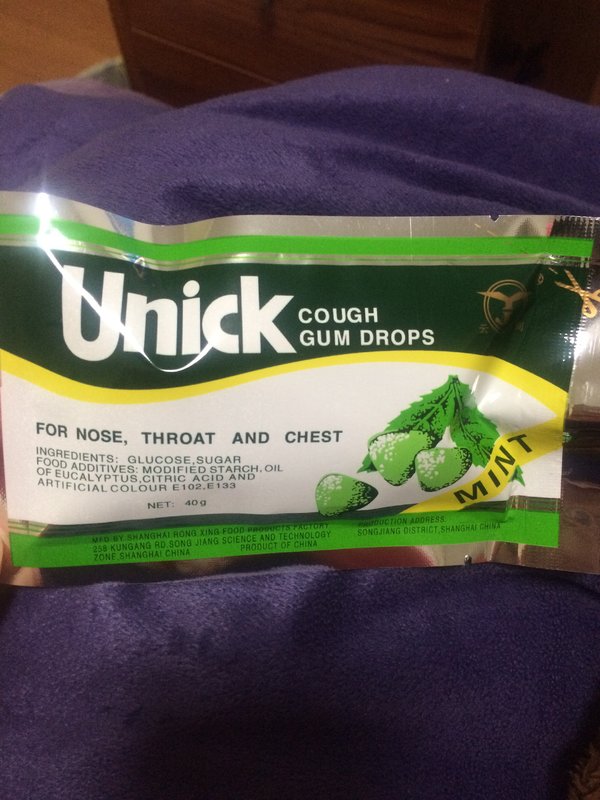 Unick
COUGH
GUM DROPS
FOR NOSE, THROAT AND CHEST
INGREDIENTS: GLUCOSE,SUGAR
FOOD ADDITIVES: MODIFIED STARCH,OIL
OF EUCALYPTUS,CITRIC ACID AND
ARTIFICIAL COLOUR E102,E133
NET: 40g
MINT
MFD BY SHANGHAI RONG XING FOOD PRODUCTS FACTORY
258 KUNGANG RD.SONG JIANG SCIENCE AND TECHNOLOGY
ZONE,SHANGHAI CHINA PRODUCT OF CHINA
PRODUCTION ADDRESS:
SONGJIANG DISTRICT,SHANGHAI CHINA